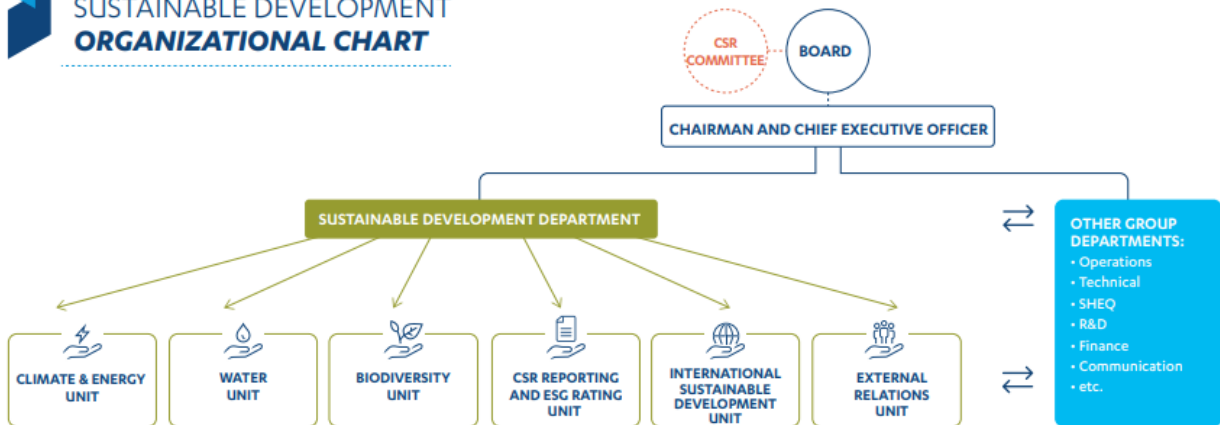 SUSTAINABLE DEVELOPMENT
ORGANIZATIONAL CHART
CSR
COMMITTEE
BOARD
CHAIRMAN AND CHIEF EXECUTIVE OFFICER
SUSTAINABLE DEVELOPMENT DEPARTMENT
OTHER GROUP
DEPARTMENTS:
• Operations
• Technical
• SHEQ
• R&D
• Finance
• Communication
• etc.
CLIMATE & ENERGY
UNIT
WATER
UNIT
BIODIVERSITY
UNIT
CSR REPORTING
AND ESG RATING
UNIT
INTERNATIONAL
SUSTAINABLE
DEVELOPMENT
UNIT
EXTERNAL
RELATIONS
UNIT